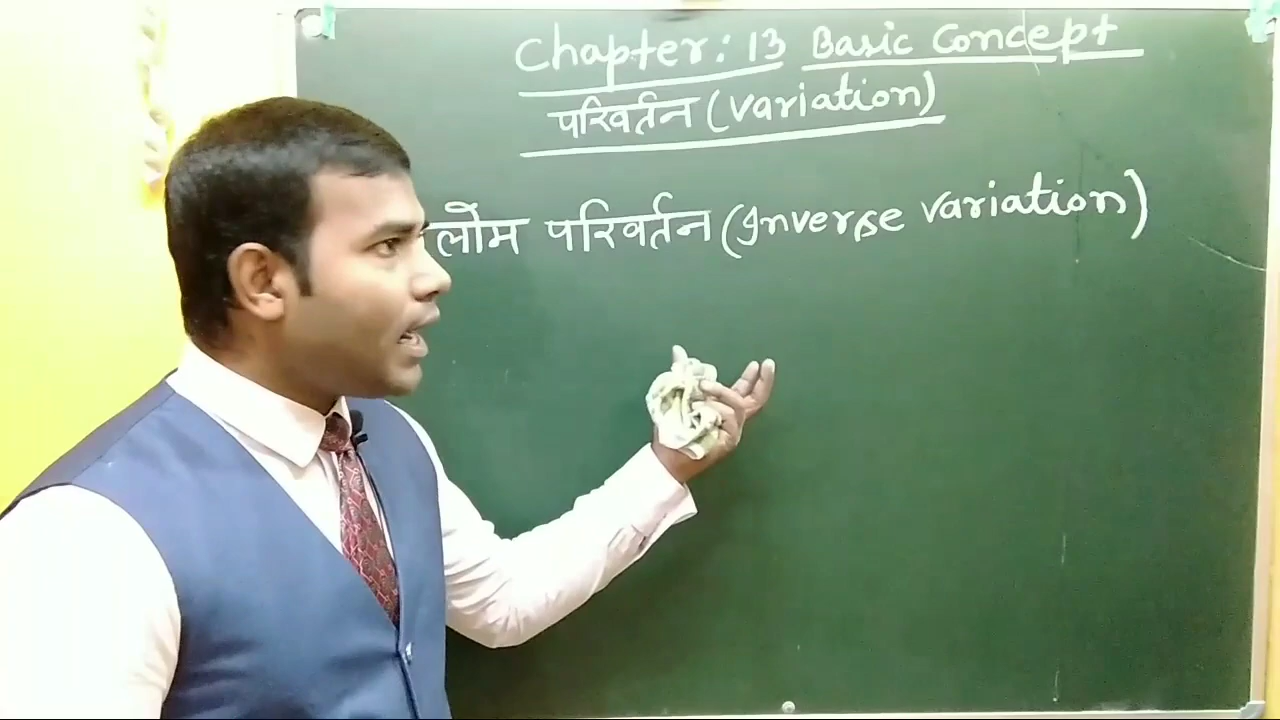 Chapter: 13 Basic Concept
परिवर्तन (variation)
लोम परिवर्तन (Inverse variation)